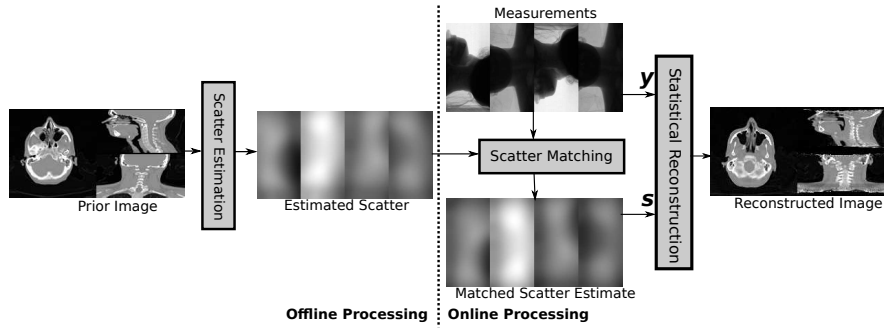 Measurements
Prior Image
Scatter Estimation
Estimated Scatter
Scatter Matching
y
s
Matched Scatter Estimate
Statistical Reconstruction
Reconstructed Image
Offline Processing
Online Processing